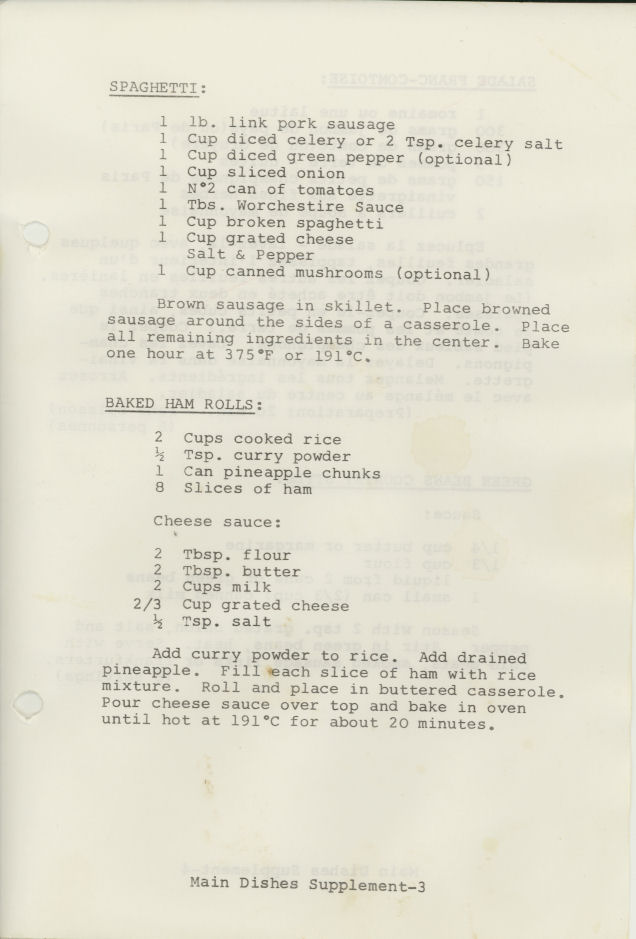 SPAGHETTI:
1 lb. link pork sausage
1 Cup diced celery or 2 Tsp. celery salt
1 Cup diced green pepper (optional)
1 Cup sliced onion
1 N°2 can of tomatoes
1 Tbs. Worchestire Sauce
1 Cup broken spaghetti
1 Cup grated cheese
Salt & Pepper
1 Cup canned mushrooms (optional)
Brown sausage in skillet. Place browned
sausage around the sides of a casserole. Place
all remaining ingredients in the center. Bake
one hour at 375°F or 191°C.
BAKED HAM ROLLS:
2 Cups cooked rice
½ Tsp. curry powder
1 Can pineapple chunks
8 Slices of ham
Cheese sauce:
2 Tbsp. flour
2 Tbsp. butter
2 Cups milk
2/3 Cup grated cheese
½ Tsp. salt
Add curry powder to rice. Add drained
pineapple. Fill each slice of ham with rice
mixture. Roll and place in buttered casserole.
Pour cheese sauce over top and bake in oven
until hot at 191°C for about 20 minutes.
Main Dishes Supplement-3